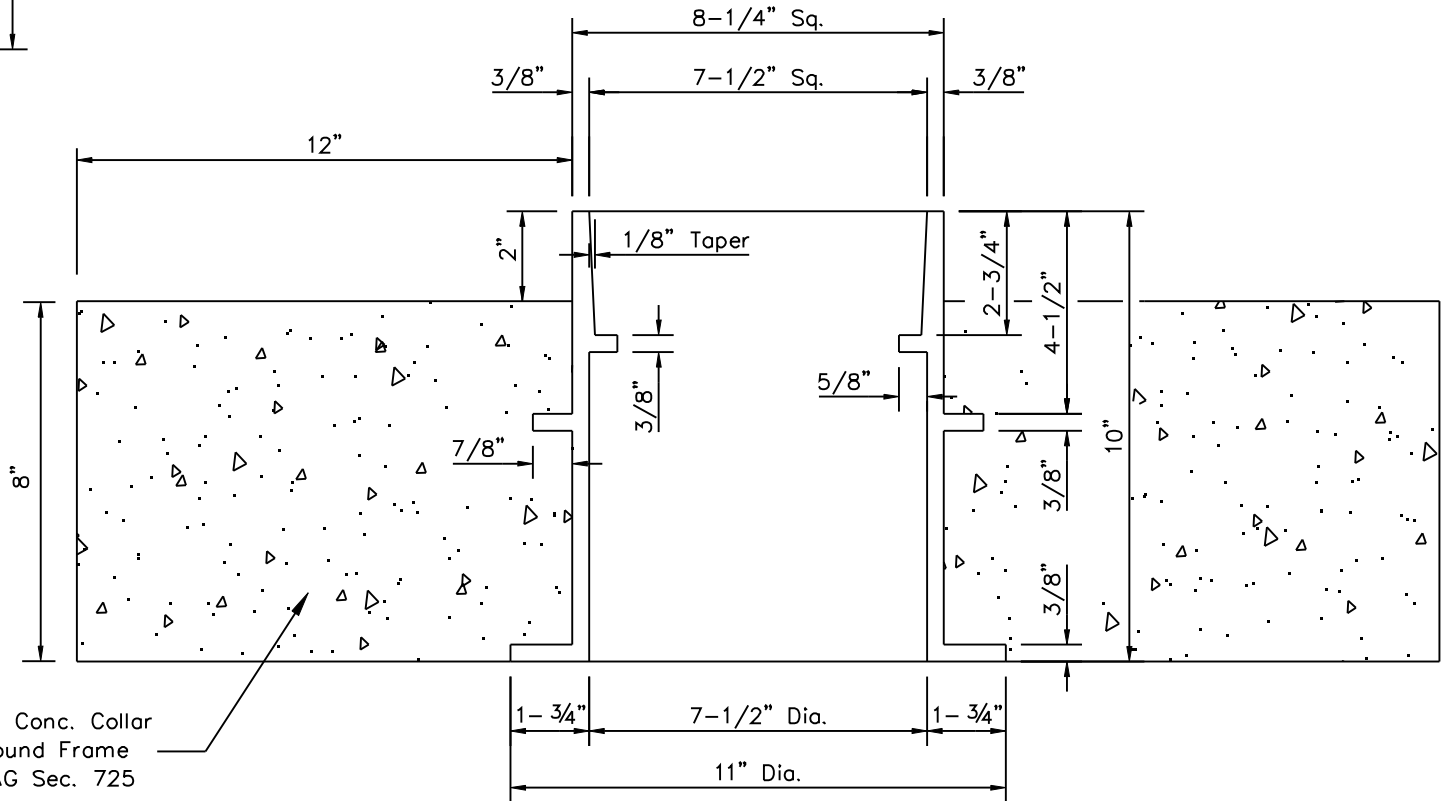 8-1/4" Sq.
3/8"
7-1/2" Sq.
3/8"
12"
2"
1/8" Taper
2-3/4"
4-1/2"
3/8"
5/8"
10"
7/8"
8"
3/8"
3/8"
1- 3/4"
7-1/2" Dia.
1- 3/4"
11" Dia.
Conc. Collar
Frame
Sec. 725